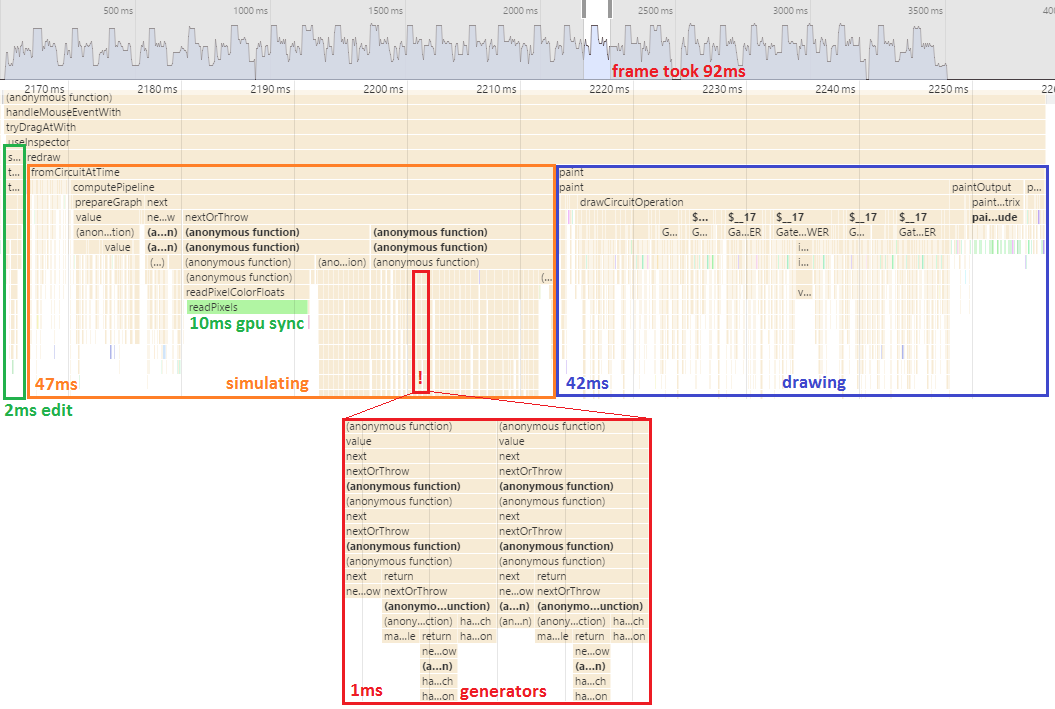 500 ms 1000 ms 1500 ms 2000 ms 2500 ms 3000 ms 3500 ms
frame took 92ms
2170 ms 2180 ms 2190 ms 2200 ms 2210 ms 2220 ms 2230 ms 2240 ms 2250 ms
(anonymous function)
handleMouseEventWith
tryDragAtWith
useInspector
s... redraw
t... fromCircuitAtTime paint
t... computePipeline paint paintOutput p...
prepareGraph next drawCircuitOperation paint...trix
value ne...w nextOrThrow $... $__17 $__17 $__17 $__17 pai...ude
(anon...tion) (a...n) (anonymous function) (anonymous function) G... G... Ga...ER Gate...WER G... Gat...ER
value (a...n) (anonymous function) (anonymous function) i...
(...) (anonymous function) (ano...ion) (anonymous function) i...
(anonymous function) (...
readPixelColorFloats v...
readPixels
10ms gpu sync
47ms simulating ! 42ms drawing
2ms edit
(anonymous function) (anonymous function)
value value
next next
nextOrThrow nextOrThrow
(anonymous function) (anonymous function)
(anonymous function) (anonymous function)
next next
nextOrThrow nextOrThrow
(anonymous function) (anonymous function)
(anonymous function) (anonymous function)
next return next return
ne...ow nextOrThrow ne...ow nextOrThrow
(anonymo...unction) (a...n) (anonymo...unction)
(anony...ction) ha...ch (an...n) (anony...ction) ha...ch
ma...le return ha...on ma...le return ha...on
ne...ow ne...ow
(a...n) (a...n)
ha...ch ha...ch
1ms ha...on generators ha...on